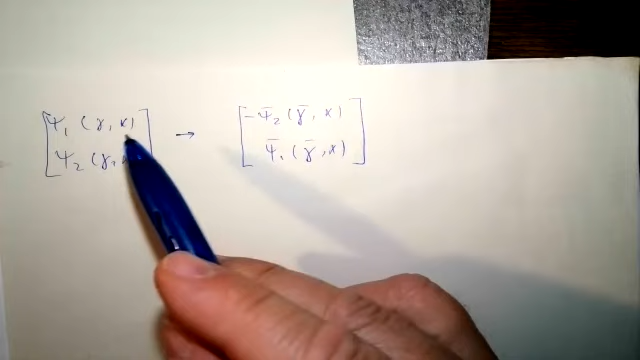 [ψ₁ (γ, x)] → [-ψ̄₂ (γ̄, x)]
[ψ₂ (γ, x)] [ψ̄₁ (γ̄, x)]